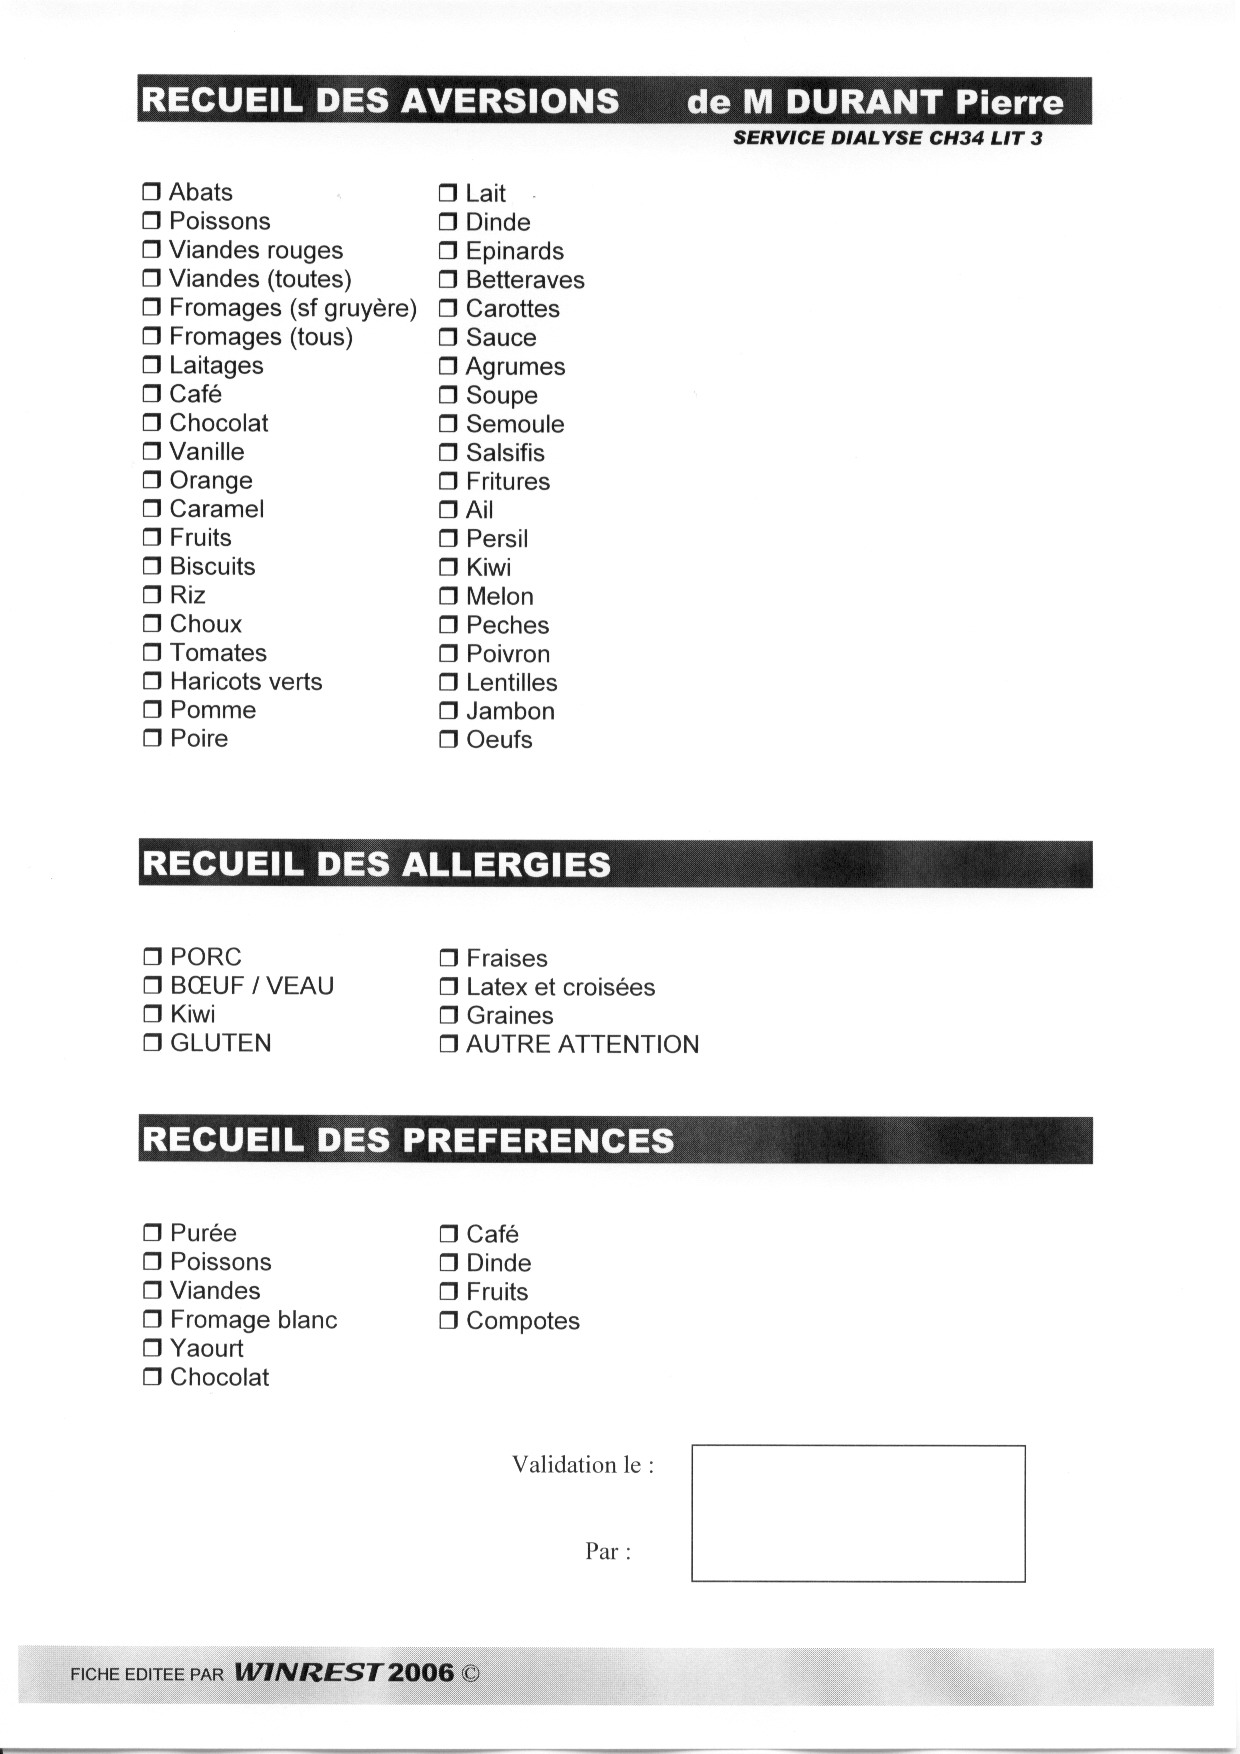 RECUEIL DES AVERSIONS de M DURANT Pierre
SERVICE DIALYSE CH34 LIT 3
❒ Abats
❒ Poissons
❒ Viandes rouges
❒ Viandes (toutes)
❒ Fromages (sf gruyère)
❒ Fromages (tous)
❒ Laitages
❒ Café
❒ Chocolat
❒ Vanille
❒ Orange
❒ Caramel
❒ Fruits
❒ Biscuits
❒ Riz
❒ Choux
❒ Tomates
❒ Haricots verts
❒ Pomme
❒ Poire
❒ Lait
❒ Dinde
❒ Epinards
❒ Betteraves
❒ Carottes
❒ Sauce
❒ Agrumes
❒ Soupe
❒ Semoule
❒ Salsifis
❒ Fritures
❒ Ail
❒ Persil
❒ Kiwi
❒ Melon
❒ Peches
❒ Poivron
❒ Lentilles
❒ Jambon
❒ Oeufs
RECUEIL DES ALLERGIES
❒ PORC
❒ BŒUF / VEAU
❒ Kiwi
❒ GLUTEN
❒ Fraises
❒ Latex et croisées
❒ Graines
❒ AUTRE ATTENTION
RECUEIL DES PREFERENCES
❒ Purée
❒ Poissons
❒ Viandes
❒ Fromage blanc
❒ Yaourt
❒ Chocolat
❒ Café
❒ Dinde
❒ Fruits
❒ Compotes
Validation le :
Par :
FICHE EDITEE PAR WINREST 2006 ©